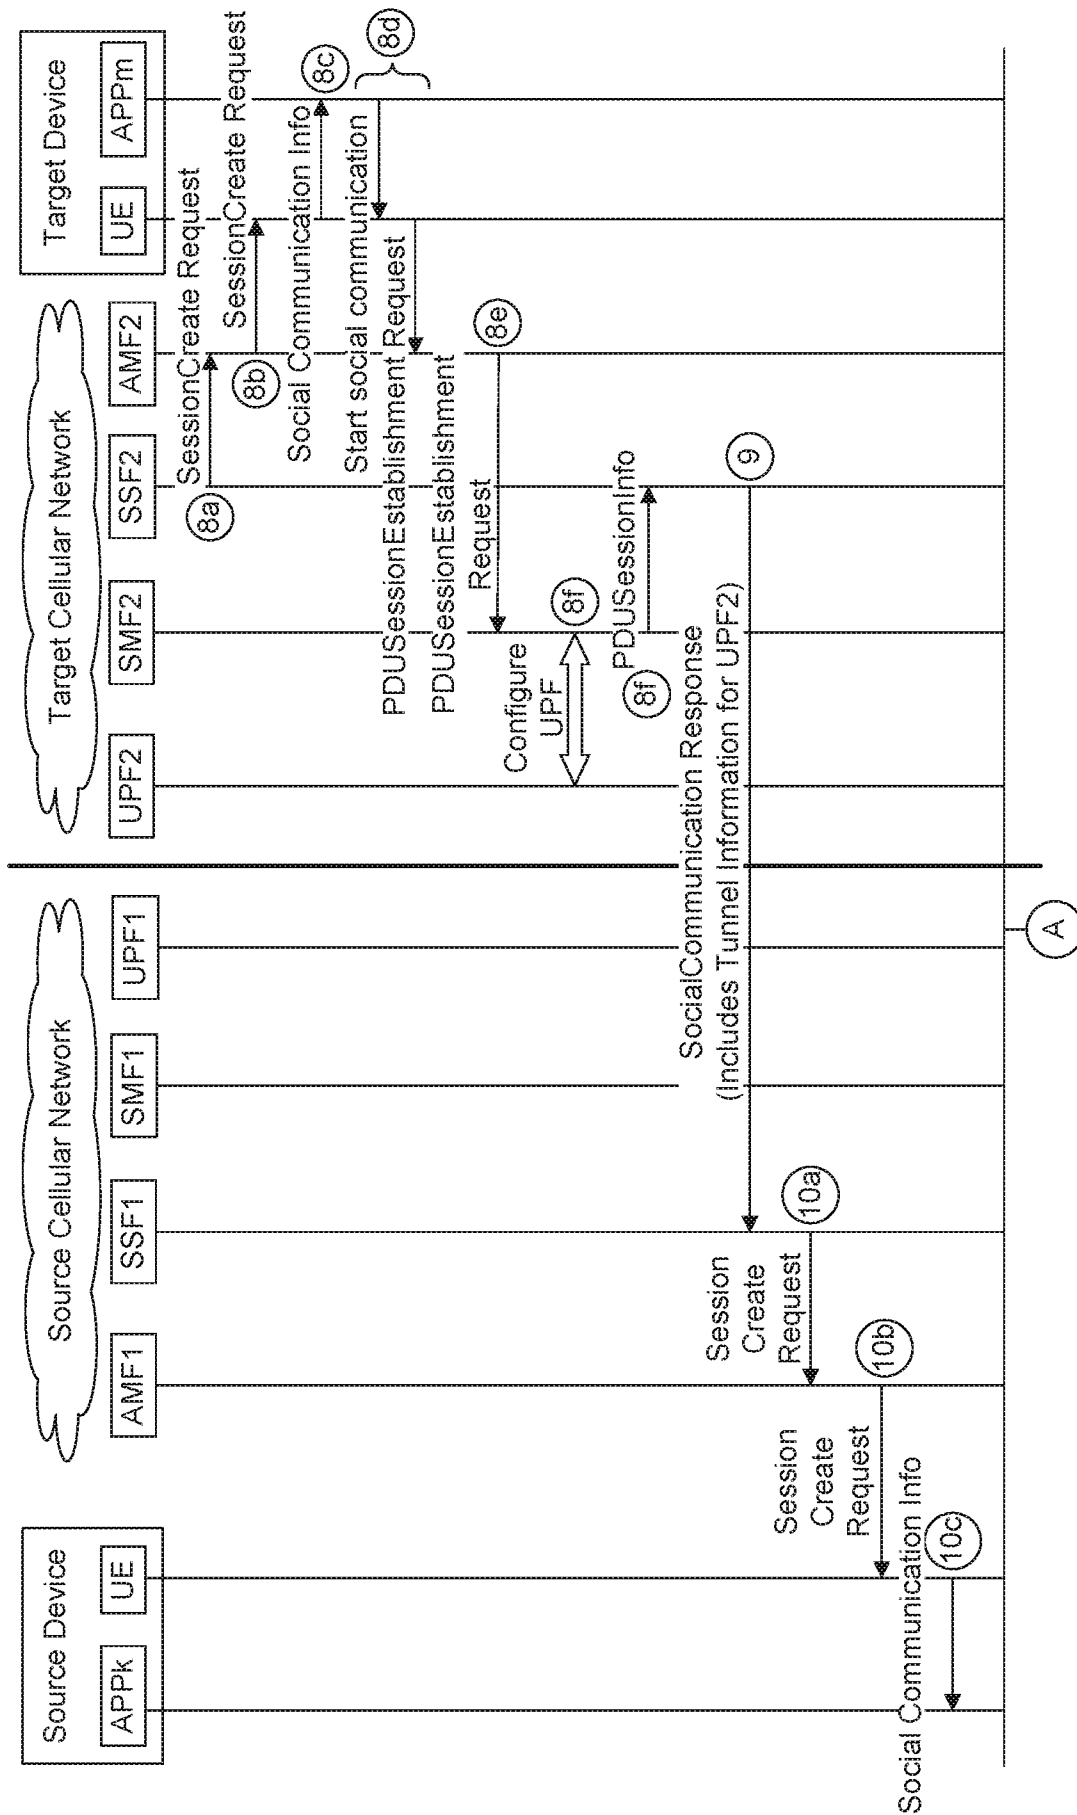 Source Device
Source Cellular Network
Target Cellular Network
Target Device
APPk
UE
AMF1
SSF1
SMF1
UPF1
UPF2
SMF2
SSF2
AMF2
UE
APPm
8a
SessionCreate Request
8b
SessionCreate Request
Social Communication Info
8c
Start social communication
8d
PDUSessionEstablishment Request
PDUSessionEstablishment
Request
8e
Configure
UPF
8f
PDUSessionInfo
8f
SocialCommunication Response
(Includes Tunnel Information for UPF2)
9
Session
Create
Request
10a
Session
Create
Request
10b
Social Communication Info
10c
A